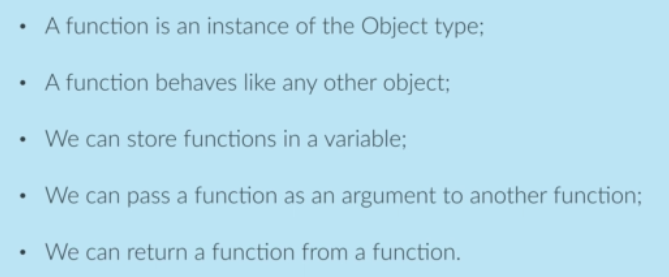 • A function is an instance of the Object type;
• A function behaves like any other object;
• We can store functions in a variable;
• We can pass a function as an argument to another function;
• We can return a function from a function.